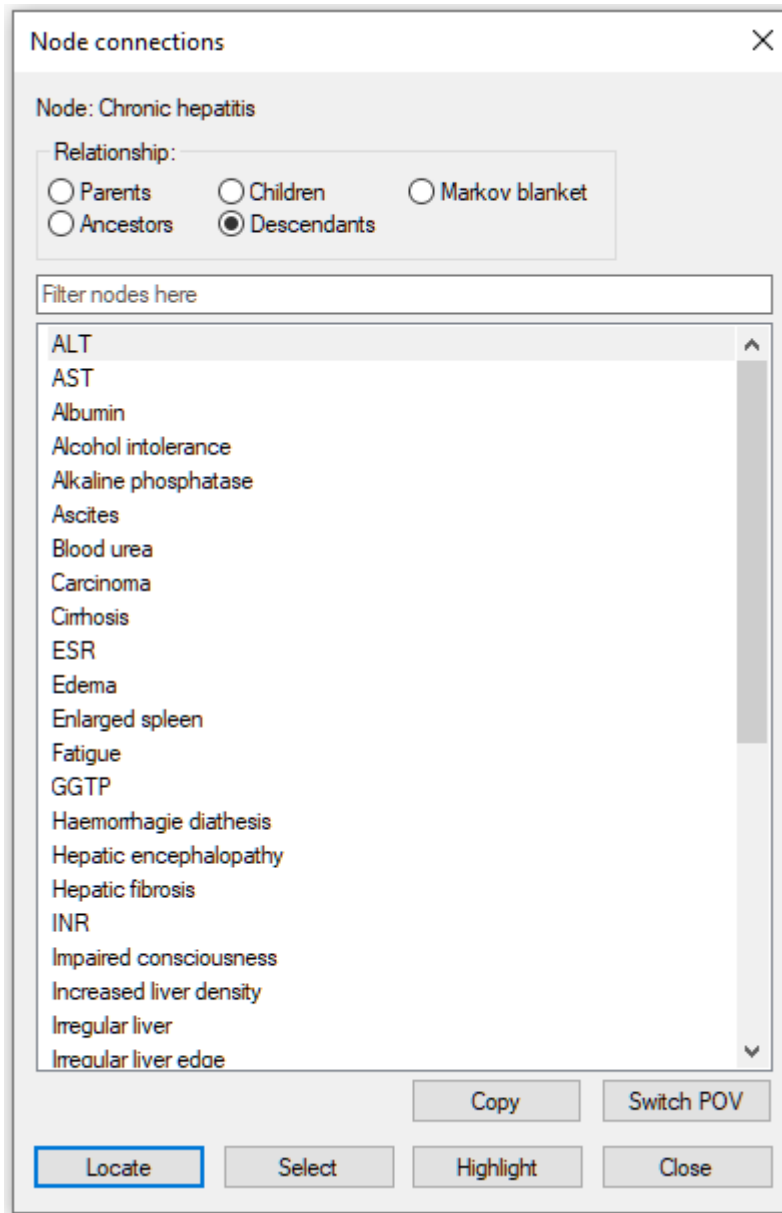 Node connections
Node: Chronic hepatitis
Relationship:
Parents Children Markov blanket
Ancestors Descendants
Filter nodes here
ALT
AST
Albumin
Alcohol intolerance
Alkaline phosphatase
Ascites
Blood urea
Carcinoma
Cirrhosis
ESR
Edema
Enlarged spleen
Fatigue
GGTP
Haemorrhagie diathesis
Hepatic encephalopathy
Hepatic fibrosis
INR
Impaired consciousness
Increased liver density
Irregular liver
Irregular liver edge
Copy Switch POV
Locate Select Highlight Close